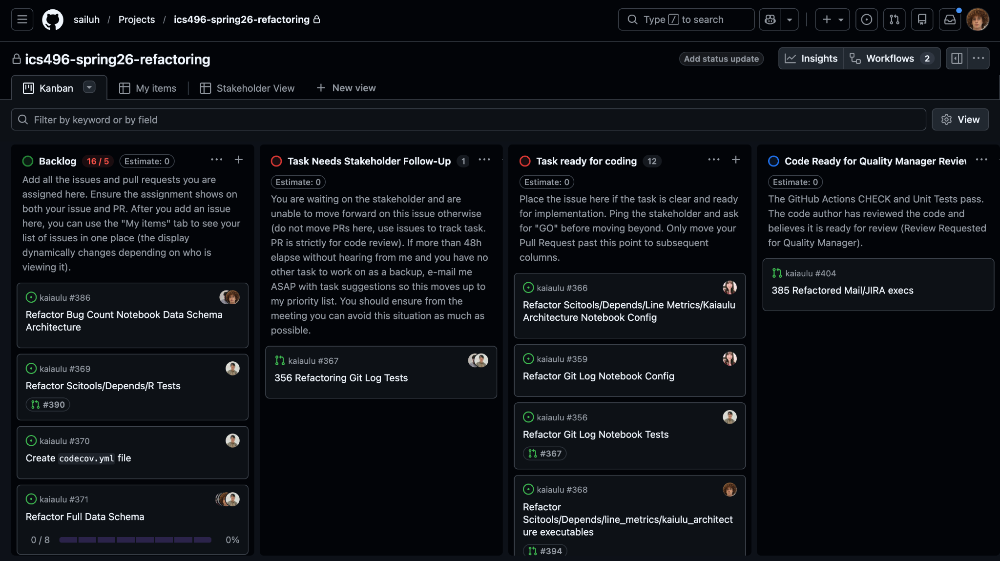 sailuh / Projects / ics496-spring26-refactoring
Type / to search
ics496-spring26-refactoring
Add status update
Insights
Workflows 2
Kanban
My items
Stakeholder View
New view
Filter by keyword or by field
View
Backlog 16 / 5 Estimate: 0
Add all the issues and pull requests you are
assigned here. Ensure the assignment shows on
both your issue and PR. After you add an issue
here, you can use the "My items" tab to see your
list of issues in one place (the display
dynamically changes depending on who is
viewing it).
kaiaulu #386
Refactor Bug Count Notebook Data Schema
Architecture
kaiaulu #369
Refactor Scitools/Depends/R Tests
#390
kaiaulu #370
Create codecov.yml file
kaiaulu #371
Refactor Full Data Schema
0 / 8 0%
Task Needs Stakeholder Follow-Up 1
Estimate: 0
You are waiting on the stakeholder and are
unable to move forward on this issue otherwise
(do not move PRs here, use issues to track task.
PR is strictly for code review). If more than 48h
elapse without hearing from me and you have no
other task to work on as a backup, e-mail me
ASAP with task suggestions so this moves up to
my priority list. You should ensure from the
meeting you can avoid this situation as much as
possible.
kaiaulu #367
356 Refactoring Git Log Tests
Task ready for coding 12
Estimate: 0
Place the issue here if the task is clear and ready
for implementation. Ping the stakeholder and ask
for "GO" before moving beyond. Only move your
Pull Request past this point to subsequent
columns.
kaiaulu #366
Refactor Scitools/Depends/Line Metrics/Kaiaulu
Architecture Notebook Config
kaiaulu #359
Refactor Git Log Notebook Config
kaiaulu #356
Refactor Git Log Notebook Tests
#367
kaiaulu #368
Refactor
Scitools/Depends/line_metrics/kaiulu_architect
ure executables
#394
Code Ready for Quality Manager Review
Estimate: 0
The GitHub Actions CHECK and Unit Tests pass.
The code author has reviewed the code and
believes it is ready for review (Review Requested
for Quality Manager).
kaiaulu #404
385 Refactored Mail/JIRA execs